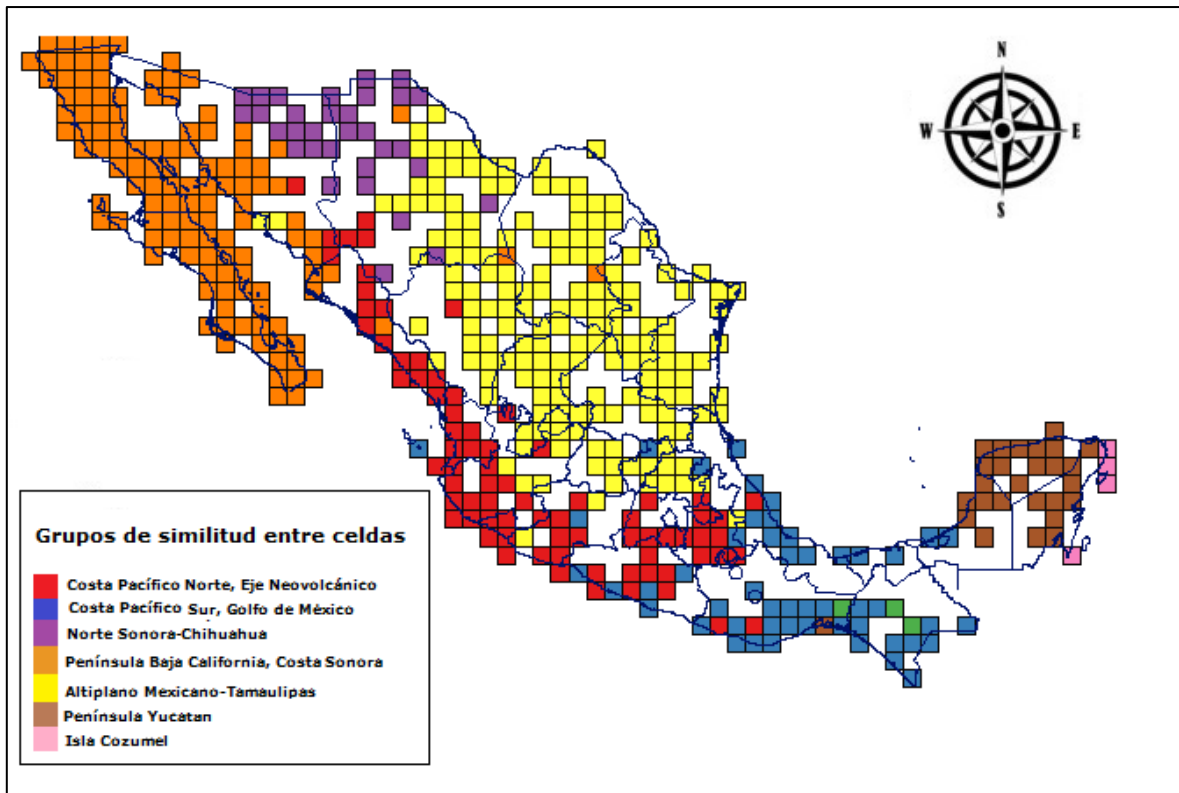 N
W
E
S
Grupos de similitud entre celdas
Costa Pacífico Norte, Eje Neovolcánico
Costa Pacífico Sur, Golfo de México
Norte Sonora-Chihuahua
Península Baja California, Costa Sonora
Altiplano Mexicano-Tamaulipas
Península Yucatan
Isla Cozumel